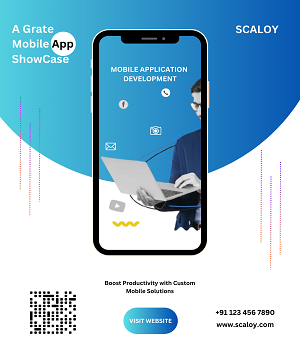 A Grate
Mobile App
ShowCase
SCALOY
MOBILE APPLICATION
DEVELOPMENT
Boost Productivity with Custom
Mobile Solutions
VISIT WEBSITE
+91 123 456 7890
www.scaloy.com